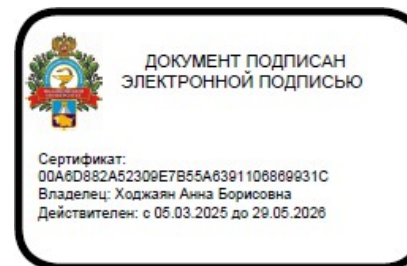 ДОКУМЕНТ ПОДПИСАН
ЭЛЕКТРОННОЙ ПОДПИСЬЮ
Сертификат:
00A6D882A52309E7B55A6391106869931C
Владелец: Ходжаян Анна Борисовна
Действителен: с 05.03.2025 до 29.05.2026